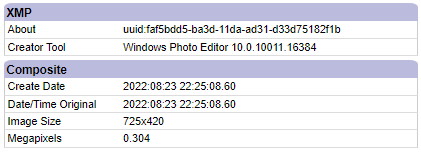 XMP
About uuid:faf5bdd5-ba3d-11da-ad31-d33d75182f1b
Creator Tool Windows Photo Editor 10.0.10011.16384
Composite
Create Date 2022:08:23 22:25:08.60
Date/Time Original 2022:08:23 22:25:08.60
Image Size 725x420
Megapixels 0.304